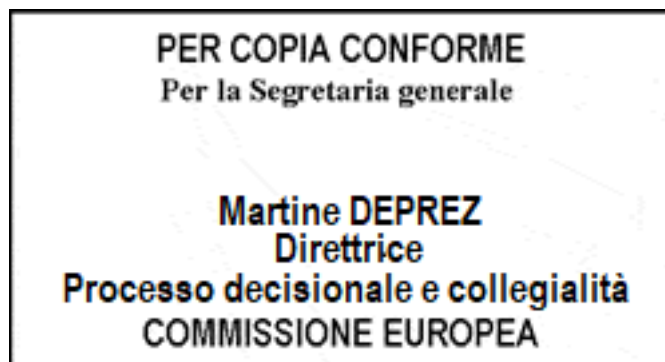 PER COPIA CONFORME
Per la Segretaria generale
Martine DEPREZ
Direttrice
Processo decisionale e collegialità
COMMISSIONE EUROPEA